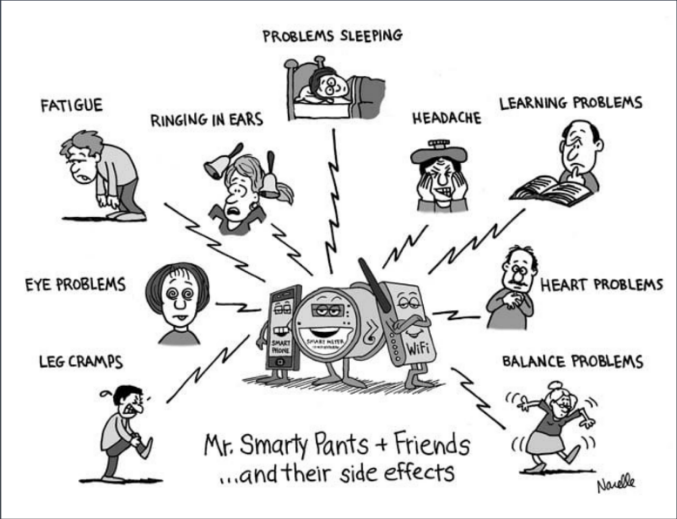 PROBLEMS SLEEPING
FATIGUE
RINGING IN EARS
HEADACHE
LEARNING PROBLEMS
EYE PROBLEMS
HEART PROBLEMS
SMART
PHONE
SMART METER
WiFi
LEG CRAMPS
BALANCE PROBLEMS
Mr. Smarty Pants + Friends
...and their side effects
Narelle